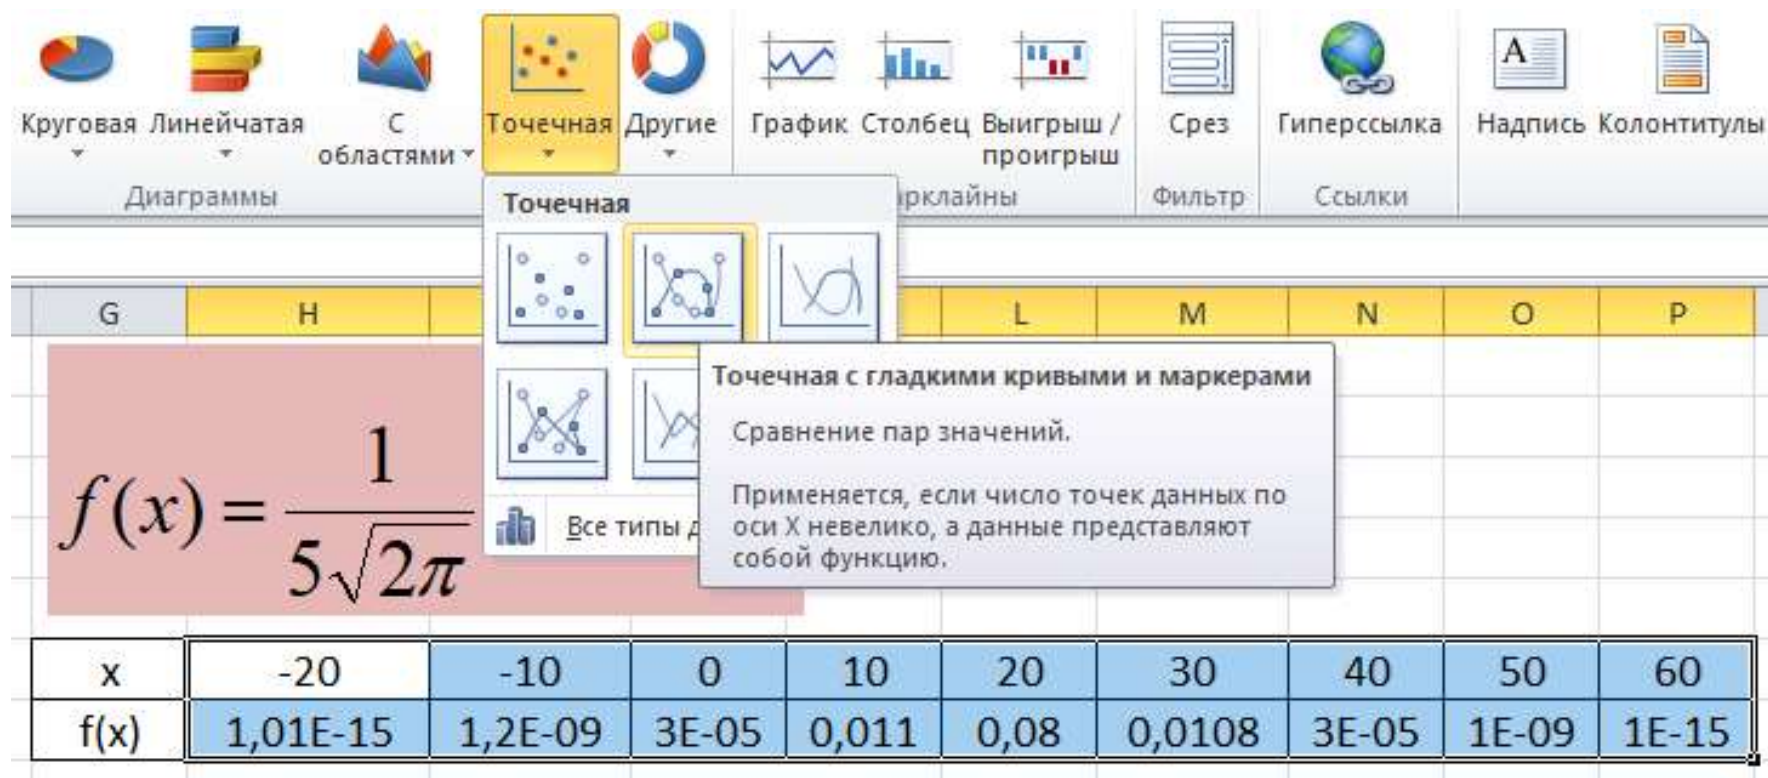 Круговая Линейчатая С областями Точечная Другие График Столбец Выигрыш / проигрыш Срез Гиперссылка Надпись Колонтитулы
Диаграммы Фильтр Ссылки
Точечная
G H L M N O P
Точечная с гладкими кривыми и маркерами
Сравнение пар значений.
Применяется, если число точек данных по
оси X невелико, а данные представляют
собой функцию.
Все типы
f(x) = 1 / 5√2π
x -20 -10 0 10 20 30 40 50 60
f(x) 1,01E-15 1,2E-09 3E-05 0,011 0,08 0,0108 3E-05 1E-09 1E-15